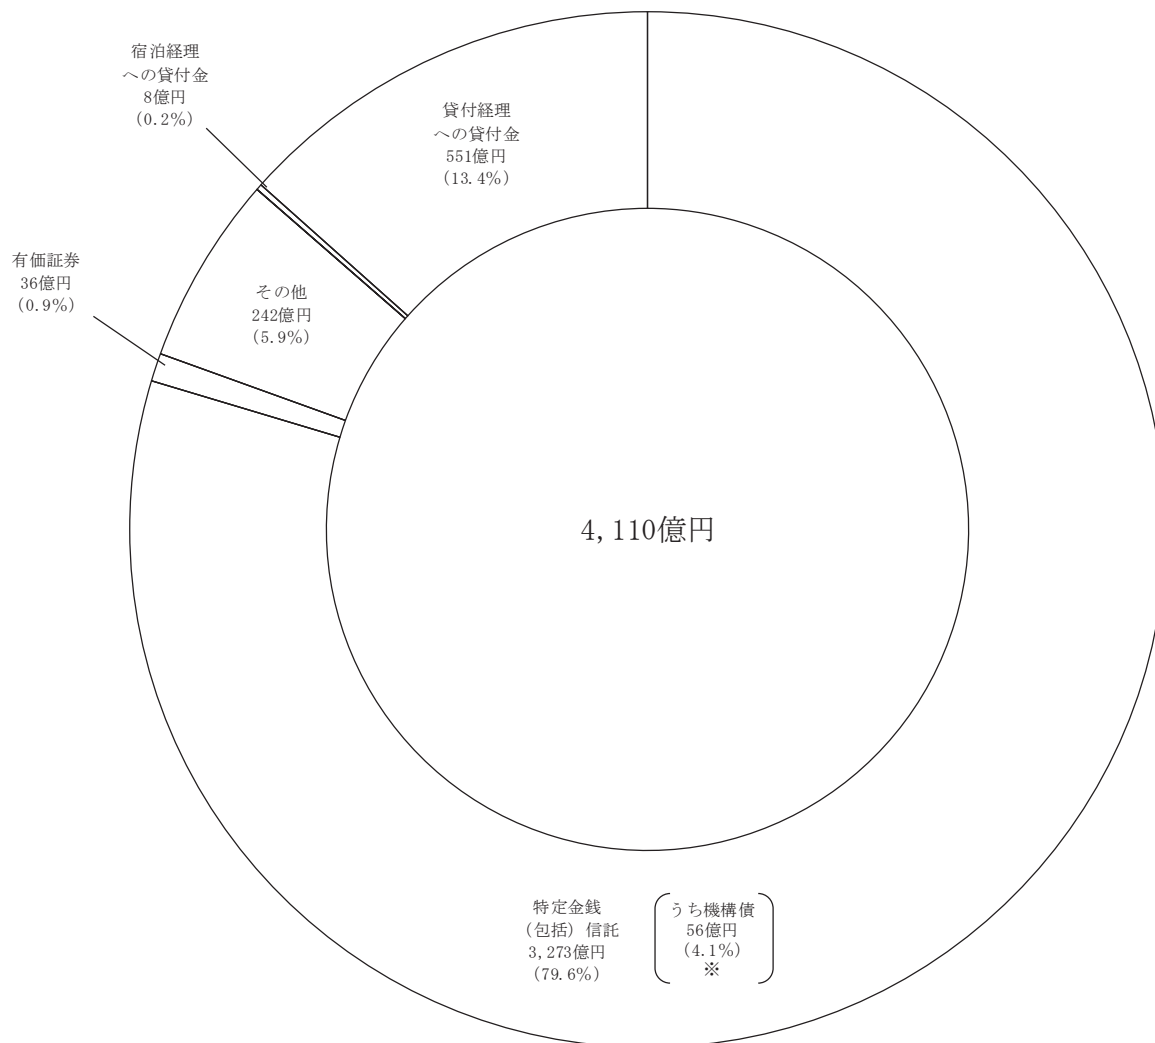 宿泊経理
への貸付金
8億円
(0.2%)
貸付経理
への貸付金
551億円
(13.4%)
有価証券
36億円
(0.9%)
その他
242億円
(5.9%)
4,110億円
特定金銭
(包括)信託
3,273億円
(79.6%)
うち機構債
56億円
(4.1%)
※